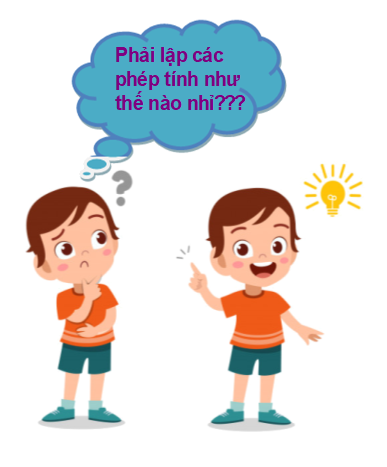 Phải lập các
phép tính như
thế nào nhỉ???
?